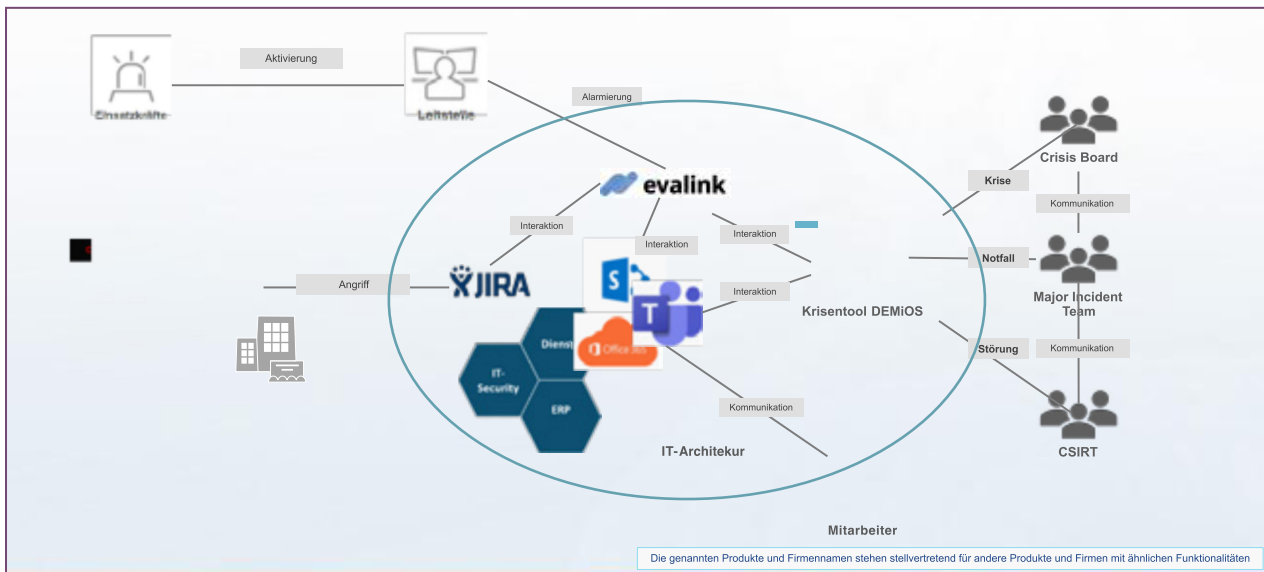 Aktivierung
Einsatzkräfte
Leitstelle
Alarmierung
Crisis Board
evalink
Krise
Kommunikation
Interaktion
Interaktion
Interaktion
Notfall
Angriff
JIRA
S
Interaktion
Major Incident
Team
T
Krisentool DEMiOS
Dienst
Office 365
Störung
Kommunikation
IT-
Security
ERP
Kommunikation
IT-Architekur
CSIRT
Mitarbeiter
Die genannten Produkte und Firmennamen stehen stellvertretend für andere Produkte und Firmen mit ähnlichen Funktionalitäten